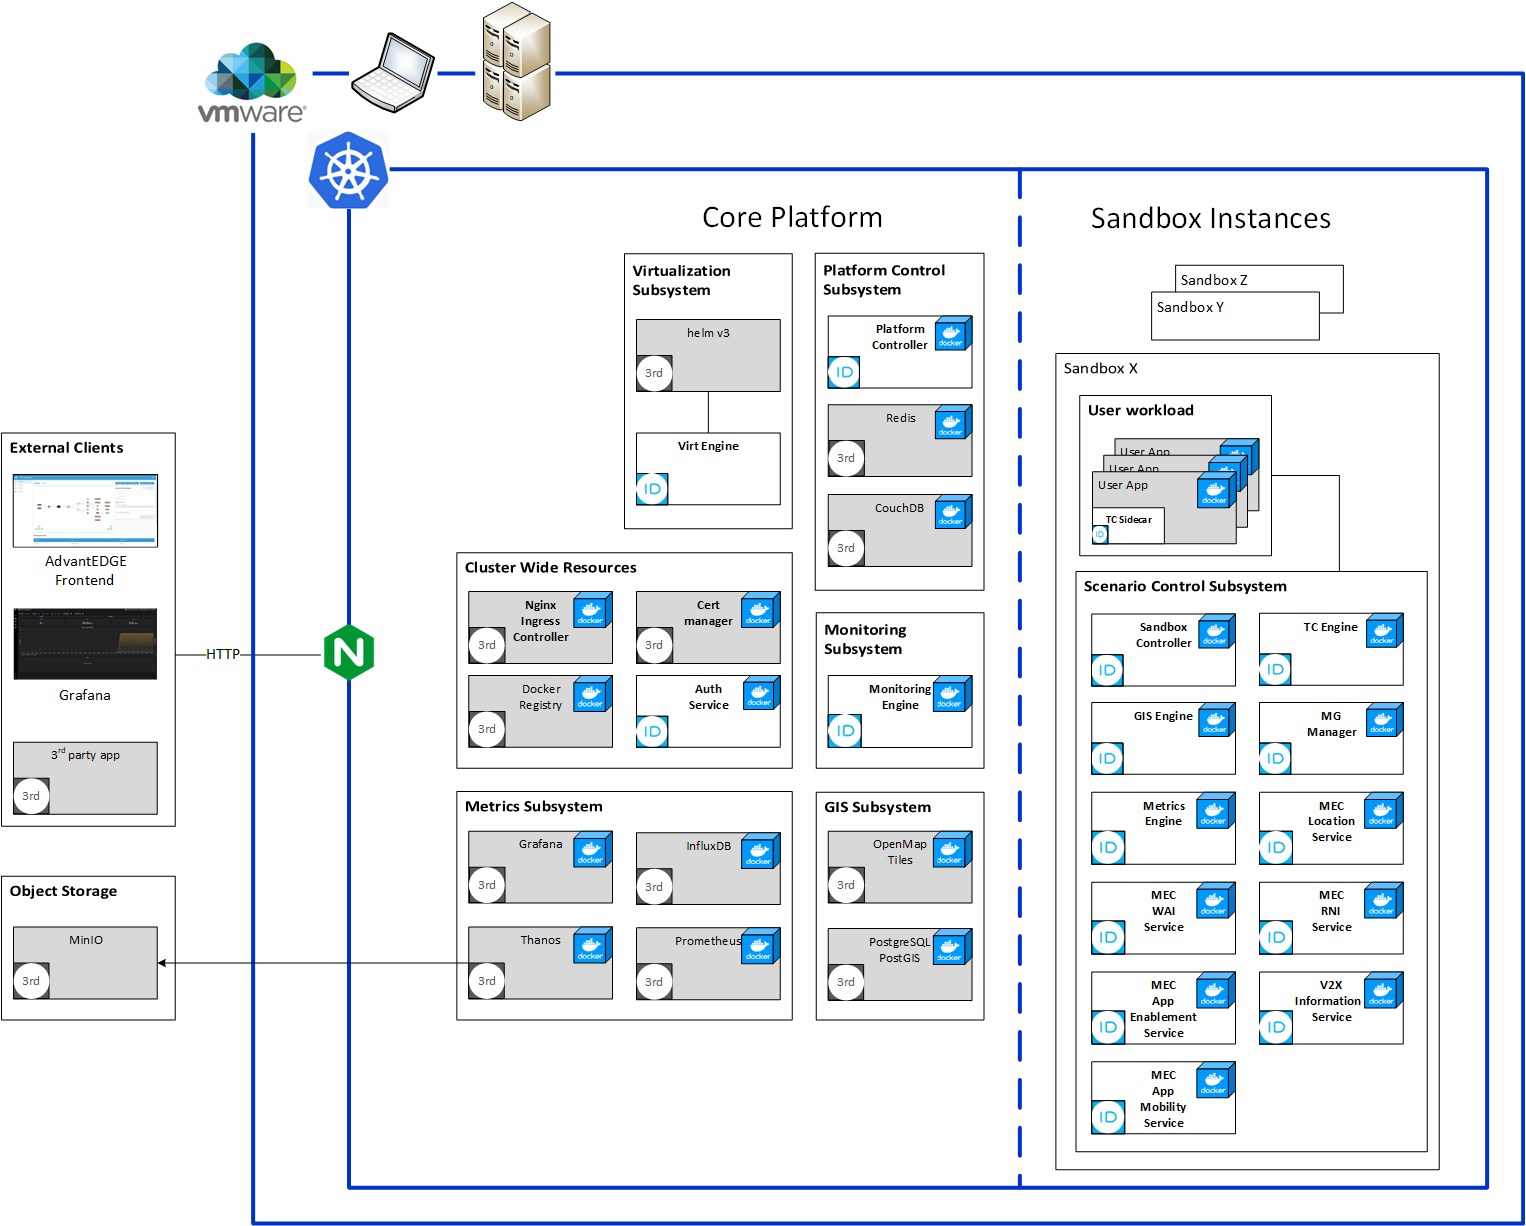 vmware®
Core Platform
Sandbox Instances
Virtualization
Subsystem
helm v3
3rd
Virt Engine
ID
Platform Control
Subsystem
Platform
Controller
docker
ID
Redis
docker
3rd
CouchDB
docker
3rd
Sandbox Z
Sandbox Y
Sandbox X
User workload
User App
User App
User App
docker
TC Sidecar
ID
External Clients
AdvantEDGE
Frontend
Grafana
3rd party app
3rd
HTTP
N
Cluster Wide Resources
Nginx
Ingress
Controller
docker
3rd
Cert
manager
docker
3rd
Docker
Registry
docker
3rd
Auth
Service
docker
ID
Monitoring
Subsystem
Monitoring
Engine
docker
ID
Metrics Subsystem
Grafana
docker
3rd
InfluxDB
docker
3rd
Thanos
docker
3rd
Prometheus
docker
3rd
GIS Subsystem
OpenMap
Tiles
docker
3rd
PostgreSQL
PostGIS
docker
3rd
Object Storage
MinIO
3rd
Scenario Control Subsystem
Sandbox
Controller
docker
ID
TC Engine
docker
ID
GIS Engine
docker
ID
MG
Manager
docker
ID
Metrics
Engine
docker
ID
MEC
Location
Service
docker
ID
MEC
WAI
Service
docker
ID
MEC
RNI
Service
docker
ID
MEC
App
Enablement
Service
docker
ID
V2X
Information
Service
docker
ID
MEC
App
Mobility
Service
docker
ID